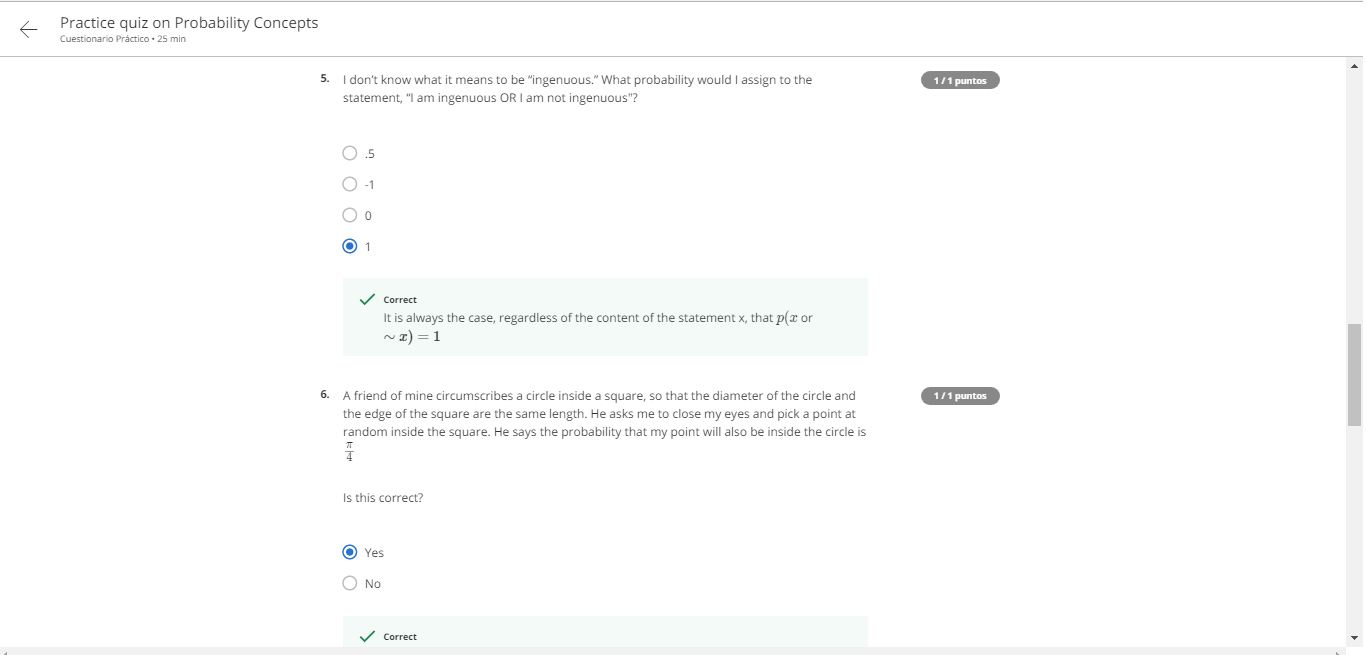 Practice quiz on Probability Concepts
Cuestionario Práctico • 25 min
5. I don't know what it means to be "ingenuous." What probability would I assign to the
statement, "I am ingenuous OR I am not ingenuous"?
1 / 1 puntos
.5
-1
0
1
Correct
It is always the case, regardless of the content of the statement x, that p(x or
∼ x) = 1
6. A friend of mine circumscribes a circle inside a square, so that the diameter of the circle and
the edge of the square are the same length. He asks me to close my eyes and pick a point at
random inside the square. He says the probability that my point will also be inside the circle is
π/4
1 / 1 puntos
Is this correct?
Yes
No
Correct